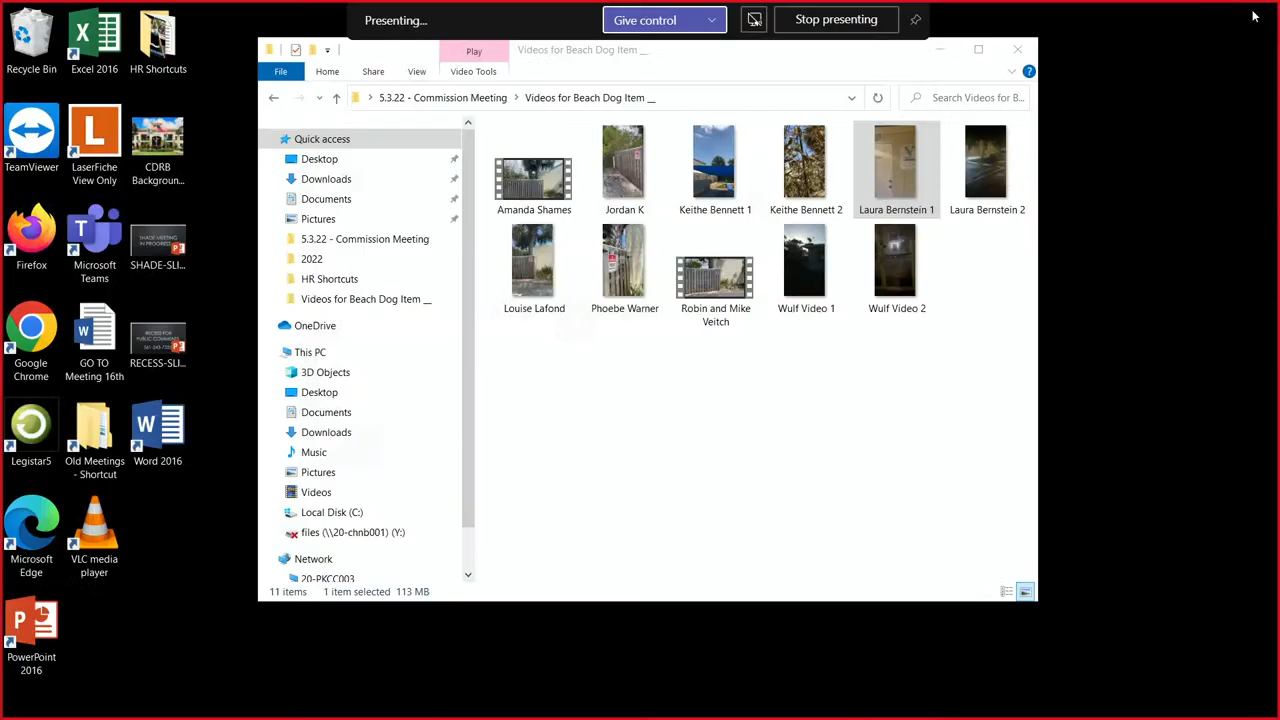 Presenting...
Give control
Stop presenting
Recycle Bin
Excel 2016
HR Shortcuts
TeamViewer
LaserFiche
View Only
CDRB
Backgroun...
Firefox
Microsoft
Teams
SHADE-SLI...
Google
Chrome
GO TO
Meeting 16th
RECESS-SLI...
Legistar5
Old Meetings
- Shortcut
Word 2016
Microsoft
Edge
VLC media
player
PowerPoint
2016
Play
Videos for Beach Dog Item __
File
Home
Share
View
Video Tools
5.3.22 - Commission Meeting
Videos for Beach Dog Item __
Search Videos for B...
Quick access
Desktop
Downloads
Documents
Pictures
5.3.22 - Commission Meeting
2022
HR Shortcuts
Videos for Beach Dog Item __
OneDrive
This PC
3D Objects
Desktop
Documents
Downloads
Music
Pictures
Videos
Local Disk (C:)
files (\\20-chnb001) (Y:)
Network
20-PKCC003
Amanda Shames
Jordan K
Keithe Bennett 1
Keithe Bennett 2
Laura Bernstein 1
Laura Bernstein 2
Louise Lafond
Phoebe Warner
Robin and Mike
Veitch
Wulf Video 1
Wulf Video 2
11 items
1 item selected 113 MB